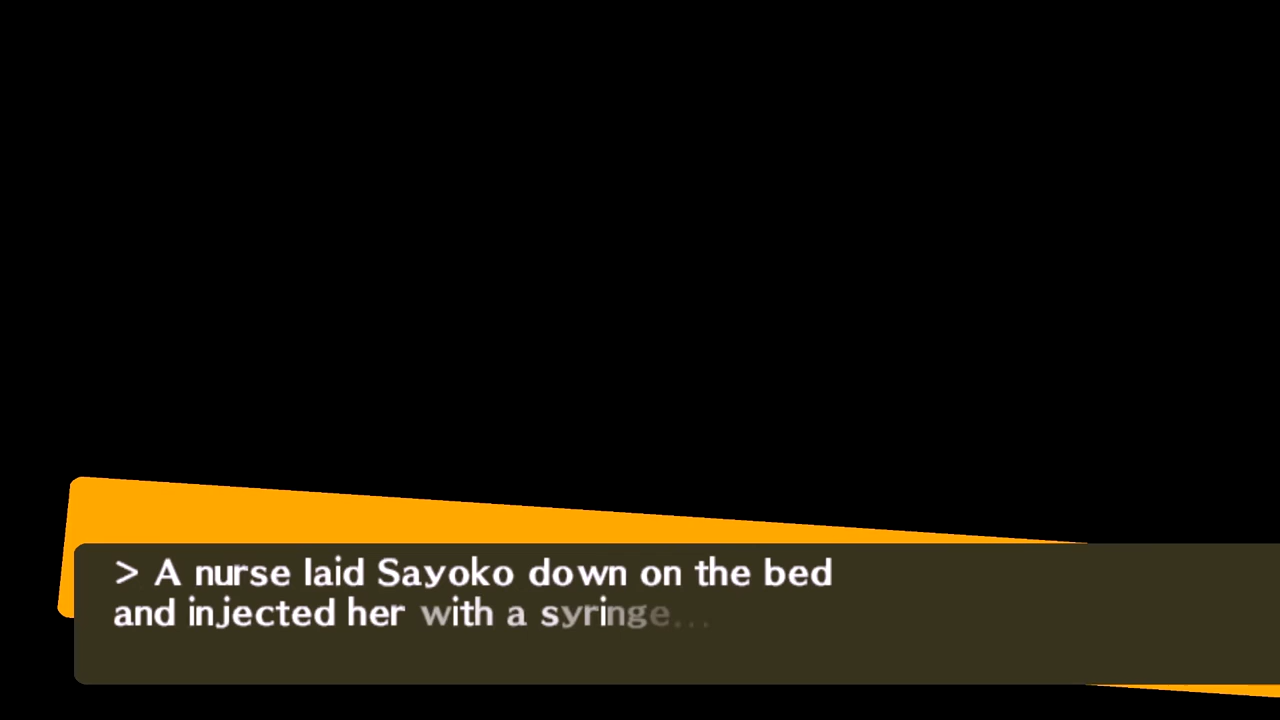 > A nurse laid Sayoko down on the bed
and injected her with a syringe...